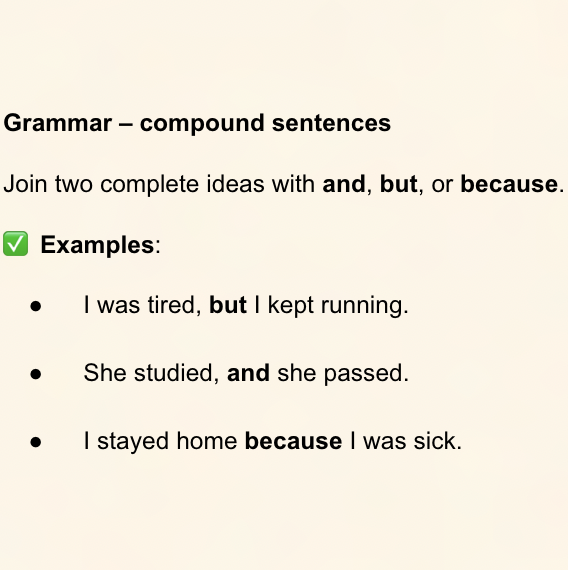 Grammar – compound sentences
Join two complete ideas with and, but, or because.
✅ Examples:
● I was tired, but I kept running.
● She studied, and she passed.
● I stayed home because I was sick.